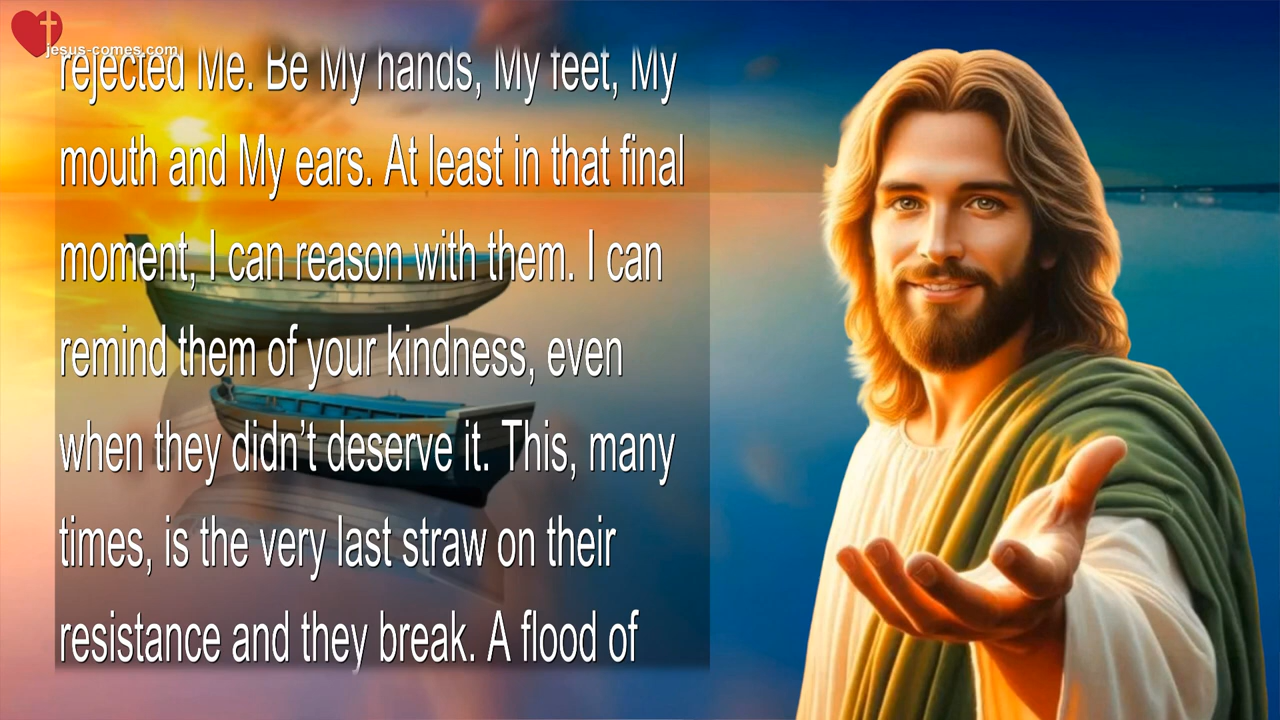 jesus-comes.com
rejected Me. Be My hands, My feet, My
mouth and My ears. At least in that final
moment, I can reason with them. I can
remind them of your kindness, even
when they didn’t deserve it. This, many
times, is the very last straw on their
resistance and they break. A flood of